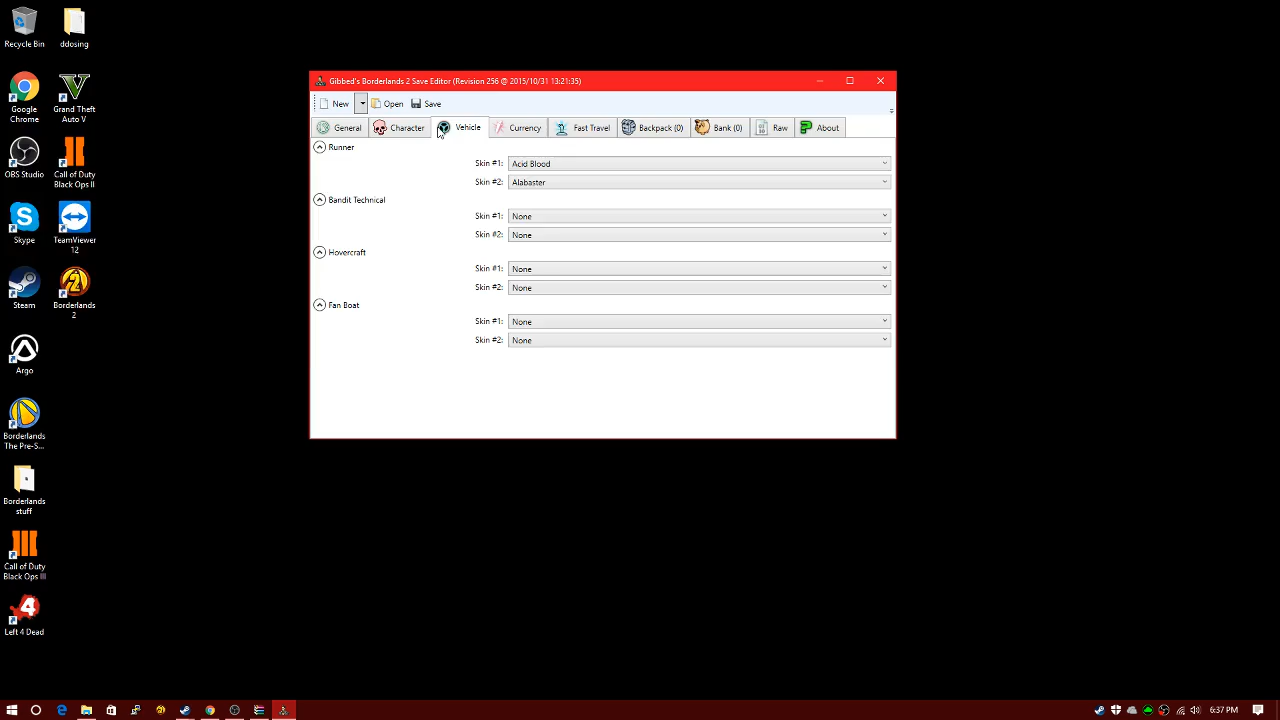 Recycle Bin
ddosing
Google Chrome
Grand Theft Auto V
OBS Studio
Call of Duty Black Ops II
Skype
TeamViewer 12
Steam
Borderlands 2
Argo
Borderlands The Pre-S...
Borderlands stuff
Call of Duty Black Ops III
Left 4 Dead
Gibbed's Borderlands 2 Save Editor (Revision 256 @ 2015/10/31 13:21:35)
New Open Save
General Character Vehicle Currency Fast Travel Backpack (0) Bank (0) Raw About
Runner
Skin #1: Acid Blood
Skin #2: Alabaster
Bandit Technical
Skin #1: None
Skin #2: None
Hovercraft
Skin #1: None
Skin #2: None
Fan Boat
Skin #1: None
Skin #2: None
6:37 PM